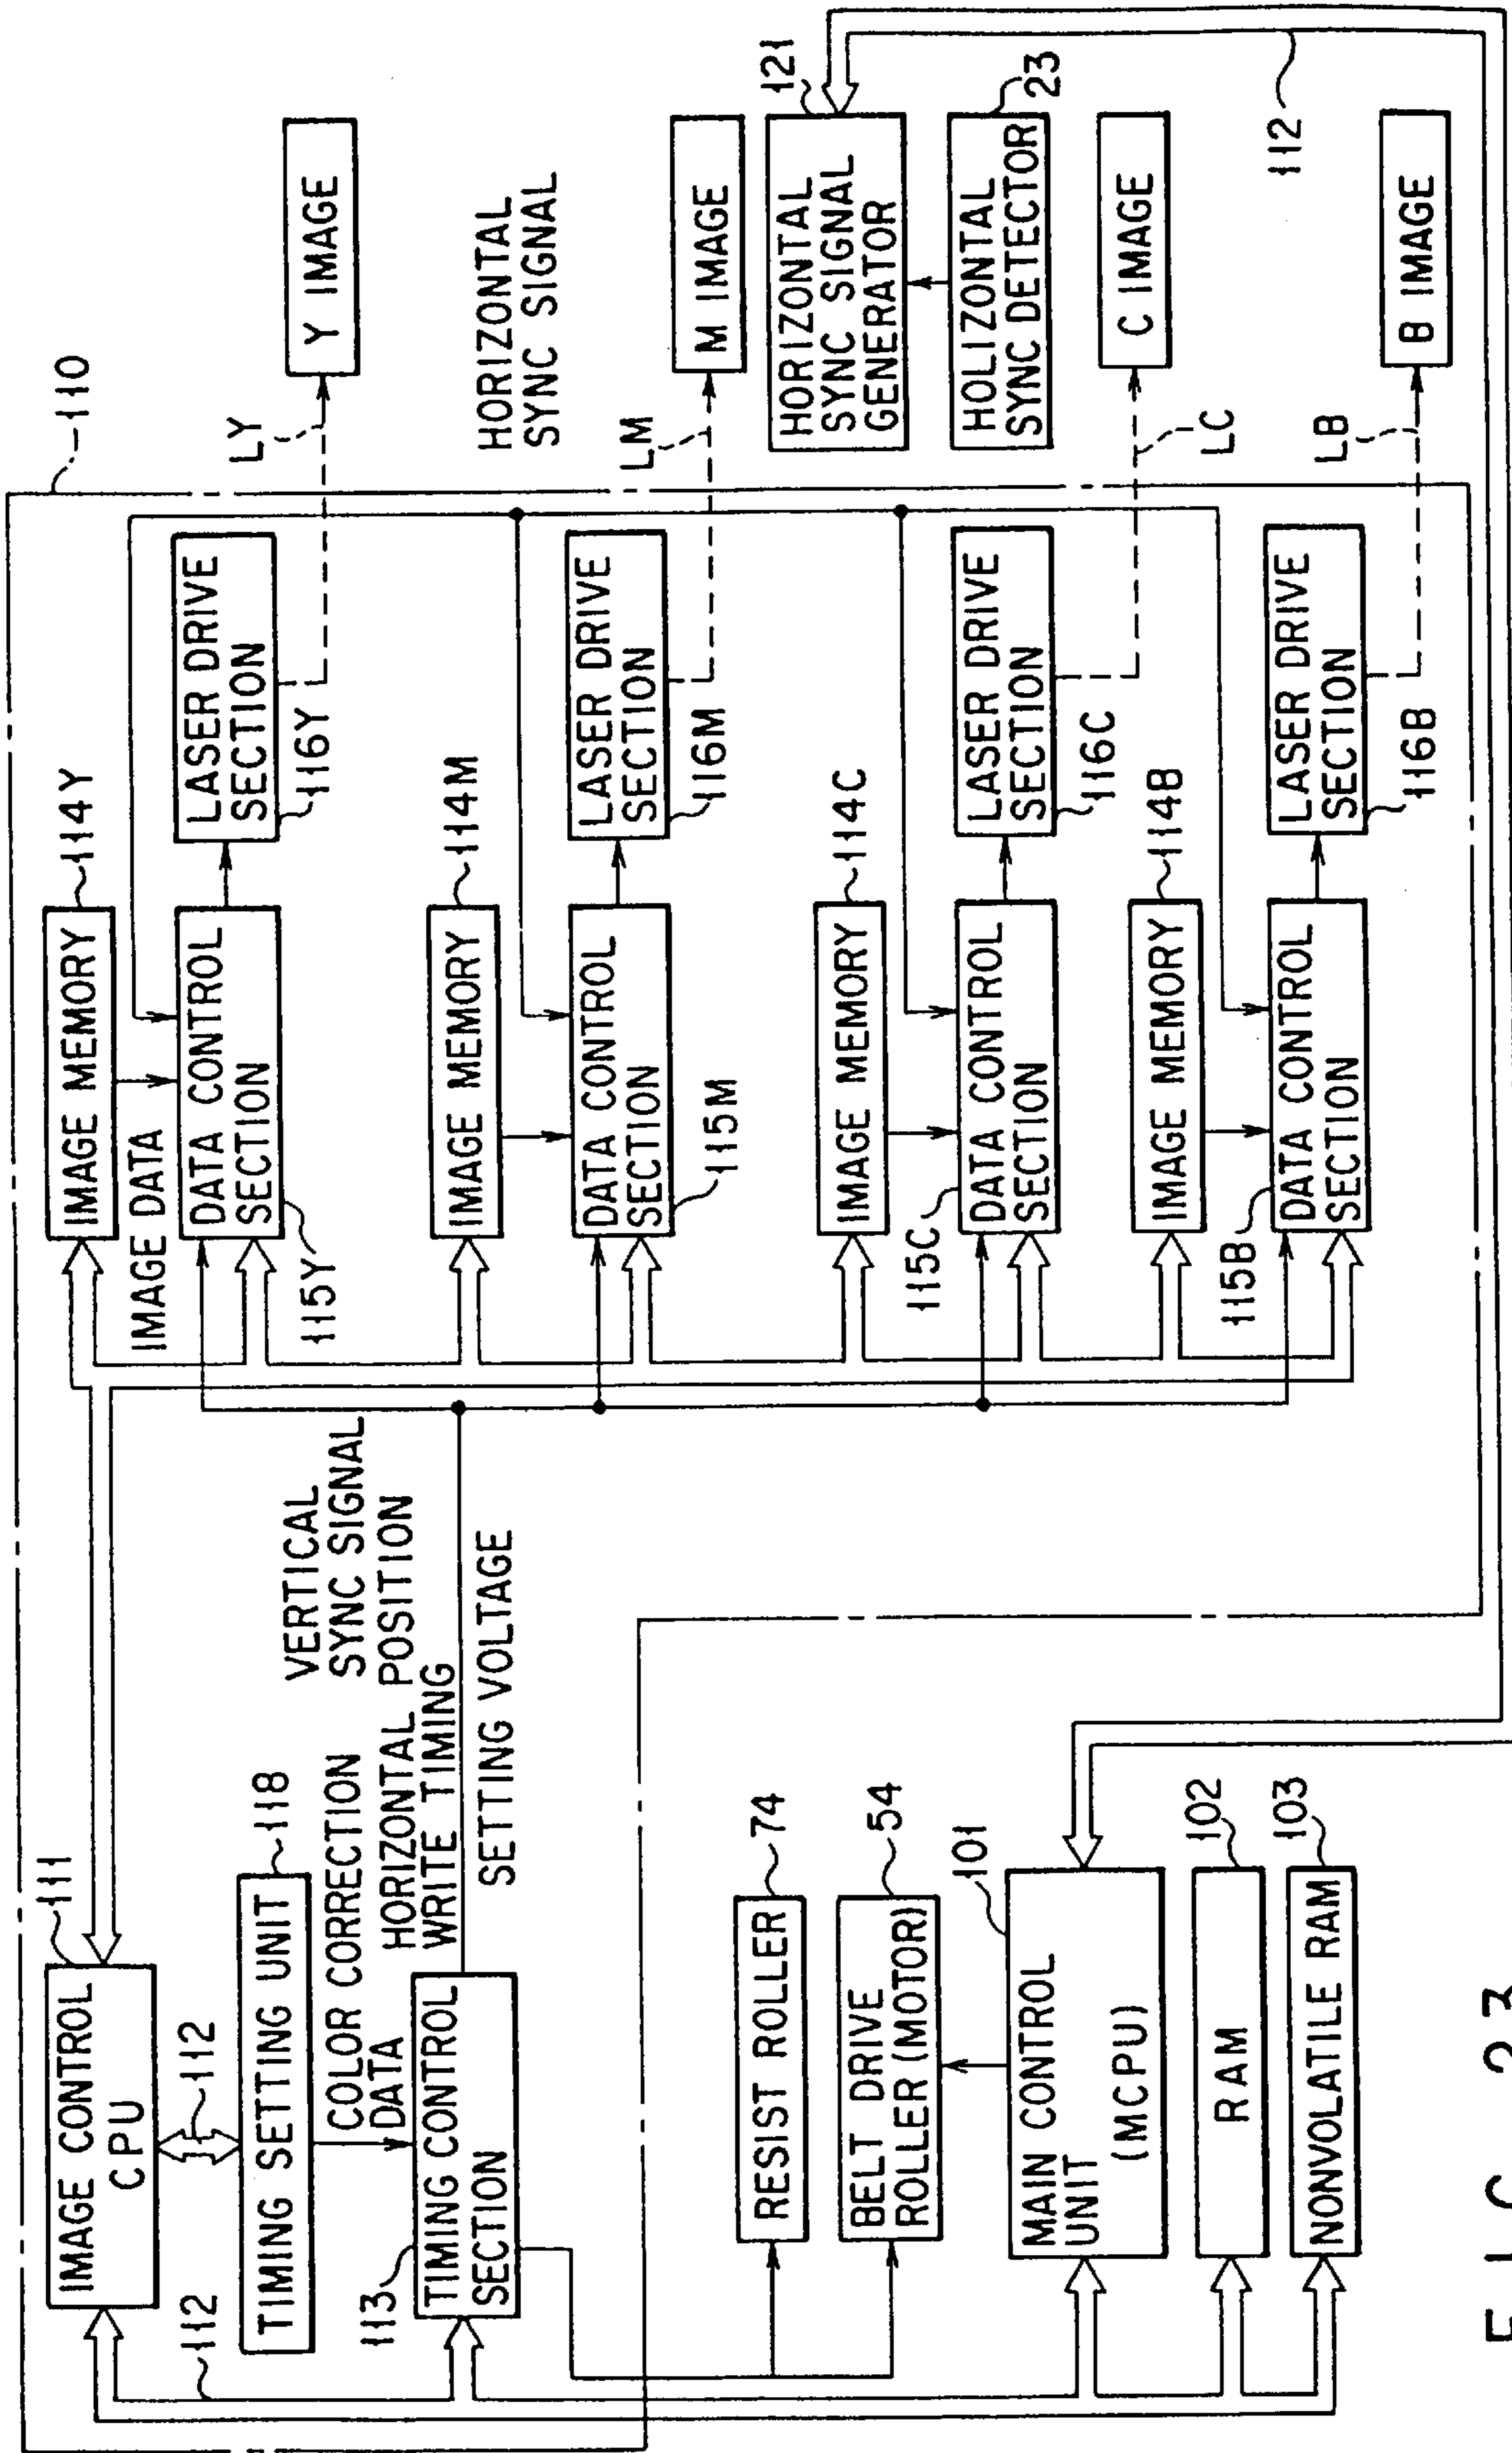 110
IMAGE CONTROL
CPU
111
112
112
TIMING SETTING UNIT
118
COLOR CORRECTION
DATA
113
TIMING CONTROL
SECTION
VERTICAL
SYNC SIGNAL
HORIZONTAL POSITION
WRITE TIMING
SETTING VOLTAGE
IMAGE MEMORY
114Y
IMAGE DATA
DATA CONTROL
SECTION
115Y
LASER DRIVE
SECTION
116Y
LY
Y IMAGE
HORIZONTAL
SYNC SIGNAL
IMAGE MEMORY
114M
DATA CONTROL
SECTION
115M
LASER DRIVE
SECTION
116M
LM
M IMAGE
HORIZONTAL
SYNC SIGNAL
GENERATOR
121
HOLIZONTAL
SYNC DETECTOR
23
IMAGE MEMORY
114C
115C
DATA CONTROL
SECTION
LASER DRIVE
SECTION
116C
LC
C IMAGE
IMAGE MEMORY
114B
115B
DATA CONTROL
SECTION
LASER DRIVE
SECTION
116B
LB
B IMAGE
112
RESIST ROLLER
74
BELT DRIVE
ROLLER (MOTOR)
54
MAIN CONTROL
UNIT
(MCPU)
101
RAM
102
NONVOLATILE RAM
103
FIG. 23